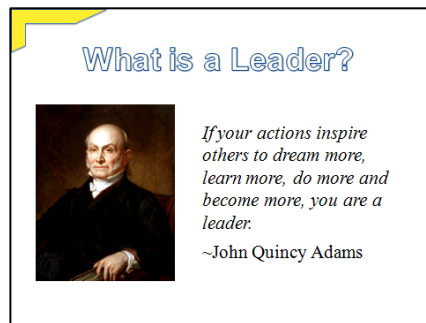 What is a Leader?
If your actions inspire
others to dream more,
learn more, do more and
become more, you are a
leader.
~John Quincy Adams